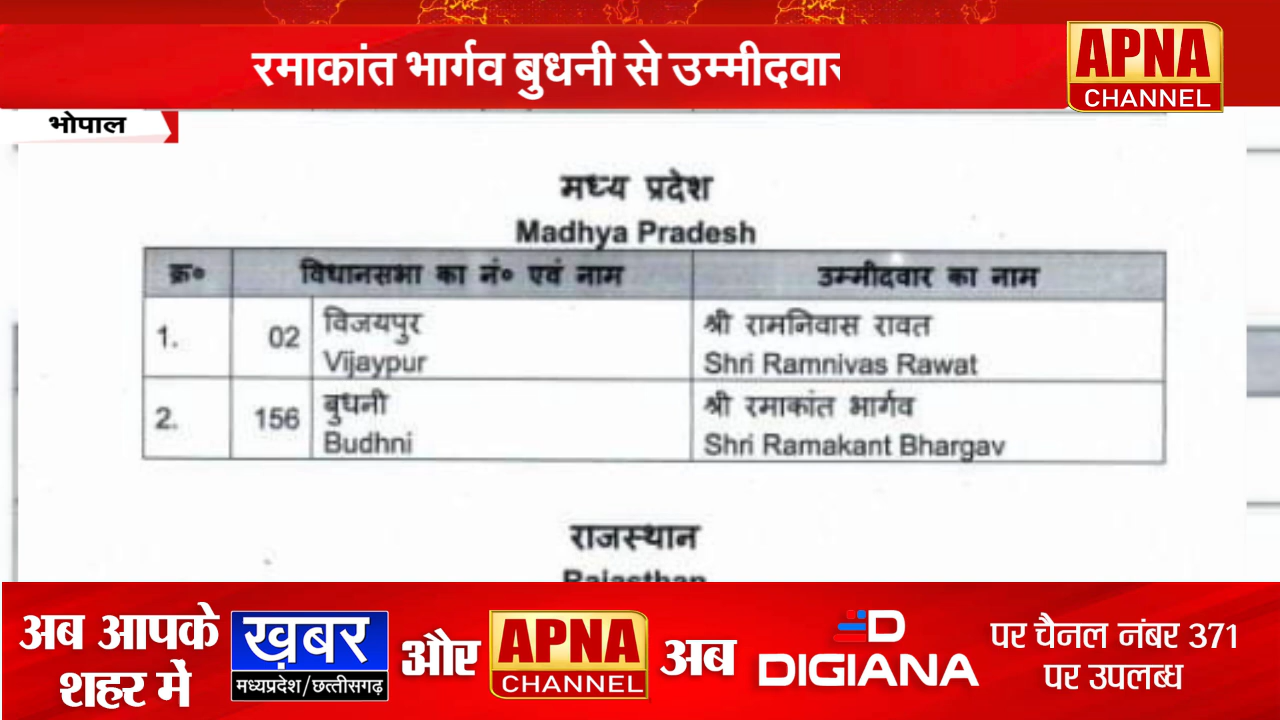 रमाकांत भार्गव बुधनी से उम्मीदवार
APNA
CHANNEL
भोपाल
मध्य प्रदेश
Madhya Pradesh
क्र० विधानसभा का नं० एवं नाम उम्मीदवार का नाम
1. 02 विजयपुर श्री रामनिवास रावत
Vijaypur Shri Ramnivas Rawat
2. 156 बुधनी श्री रमाकांत भार्गव
Budhni Shri Ramakant Bhargav
राजस्थान
Rajasthan
अब आपके शहर में
ख़बर
मध्यप्रदेश/छत्तीसगढ़
और
APNA
CHANNEL
अब
DIGIANA
पर चैनल नंबर 371
पर उपलब्ध